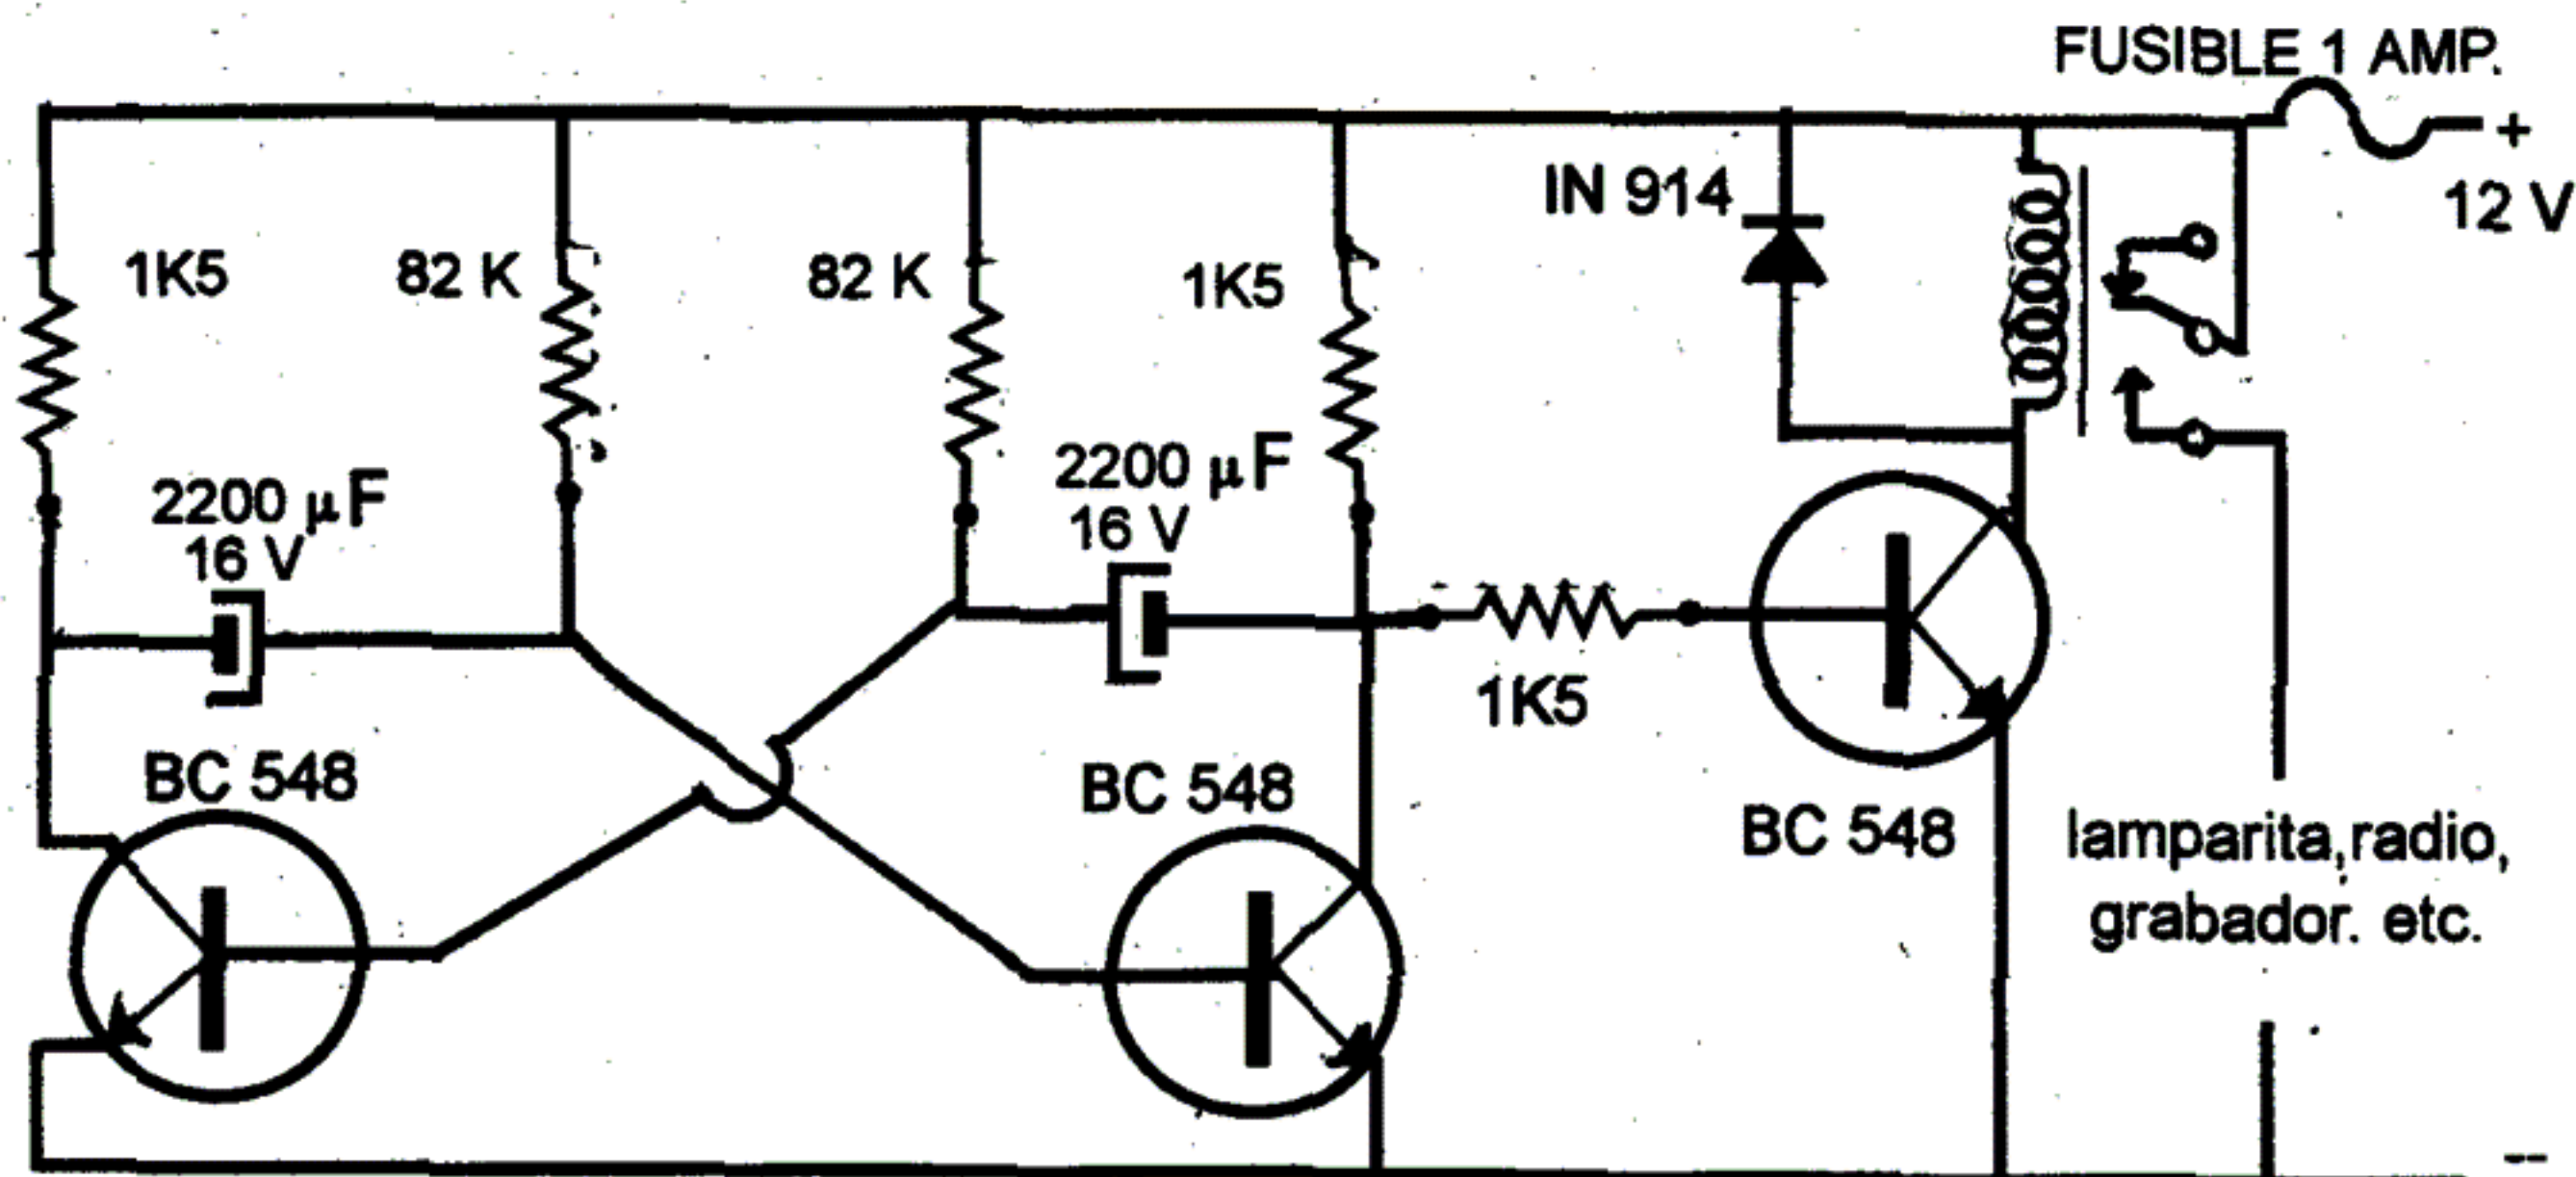 FUSIBLE 1 AMP.
+
12 V
IN 914
1K5
82 K
82 K
1K5
2200 µF
16 V
2200 µF
16 V
1K5
BC 548
BC 548
BC 548
lamparita,radio,
grabador. etc.
--